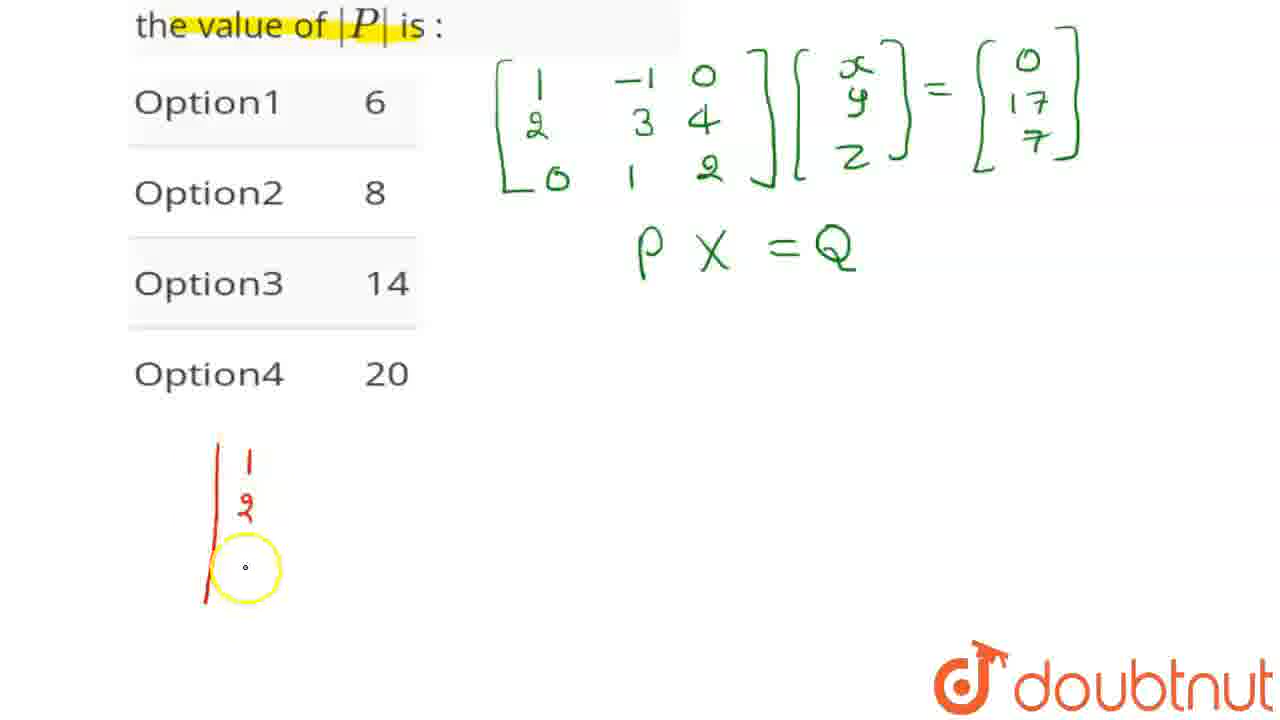 the value of |P| is :
Option1 6
Option2 8
Option3 14
Option4 20
1 -1 0
2 3 4
0 1 2
x
y
z
=
0
17
7
P X = Q
1
2
doubtnut